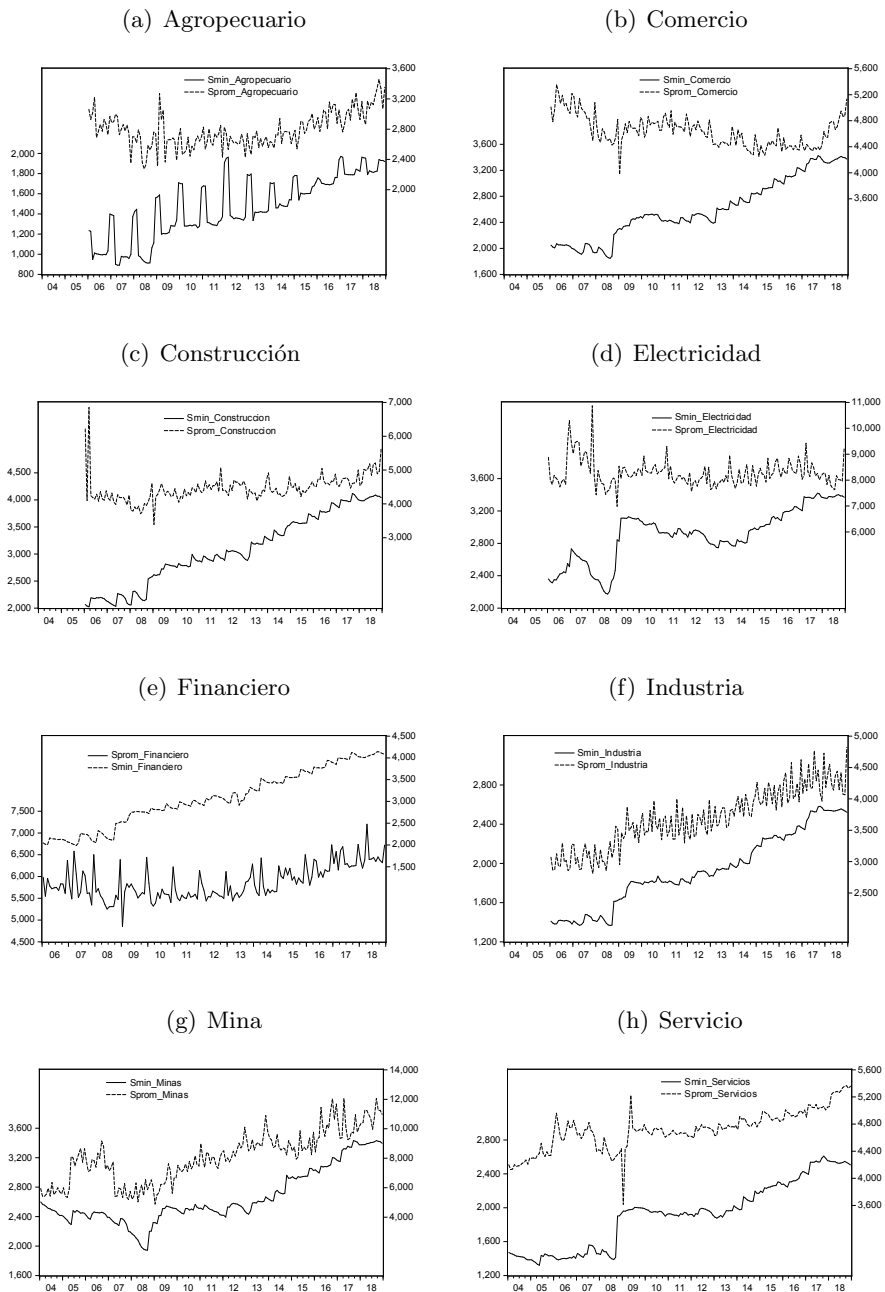 (a) Agropecuario
Smin_Agropecuario
Sprom_Agropecuario
3,600
3,200
2,800
2,400
2,000
2,000
1,800
1,600
1,400
1,200
1,000
800
04 05 06 07 08 09 10 11 12 13 14 15 16 17 18
(b) Comercio
Smin_Comercio
Sprom_Comercio
5,600
5,200
4,800
4,400
4,000
3,600
3,600
3,200
2,800
2,400
2,000
1,600
04 05 06 07 08 09 10 11 12 13 14 15 16 17 18
(c) Construcción
Smin_Construccion
Sprom_Construccion
7,000
6,000
5,000
4,000
3,000
4,500
4,000
3,500
3,000
2,500
2,000
04 05 06 07 08 09 10 11 12 13 14 15 16 17 18
(d) Electricidad
Smin_Electricidad
Sprom_Electricidad
11,000
10,000
9,000
8,000
7,000
6,000
3,600
3,200
2,800
2,400
2,000
04 05 06 07 08 09 10 11 12 13 14 15 16 17 18
(e) Financiero
Sprom_Financiero
Smin_Financiero
4,500
4,000
3,500
3,000
2,500
2,000
1,500
7,500
7,000
6,500
6,000
5,500
5,000
4,500
06 07 08 09 10 11 12 13 14 15 16 17 18
(f) Industria
Smin_Industria
Sprom_Industria
5,000
4,500
4,000
3,500
3,000
2,500
2,800
2,400
2,000
1,600
1,200
04 05 06 07 08 09 10 11 12 13 14 15 16 17 18
(g) Mina
Smin_Minas
Sprom_Minas
14,000
12,000
10,000
8,000
6,000
4,000
3,600
3,200
2,800
2,400
2,000
1,600
04 05 06 07 08 09 10 11 12 13 14 15 16 17 18
(h) Servicio
Smin_Servicios
Sprom_Servicios
5,600
5,200
4,800
4,400
4,000
3,600
2,800
2,400
2,000
1,600
1,200
04 05 06 07 08 09 10 11 12 13 14 15 16 17 18